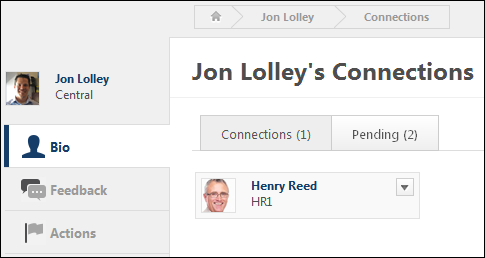 Jon Lolley Connections
Jon Lolley's Connections
Jon Lolley
Central
Bio
Feedback
Actions
Connections (1) Pending (2)
Henry Reed
HR1